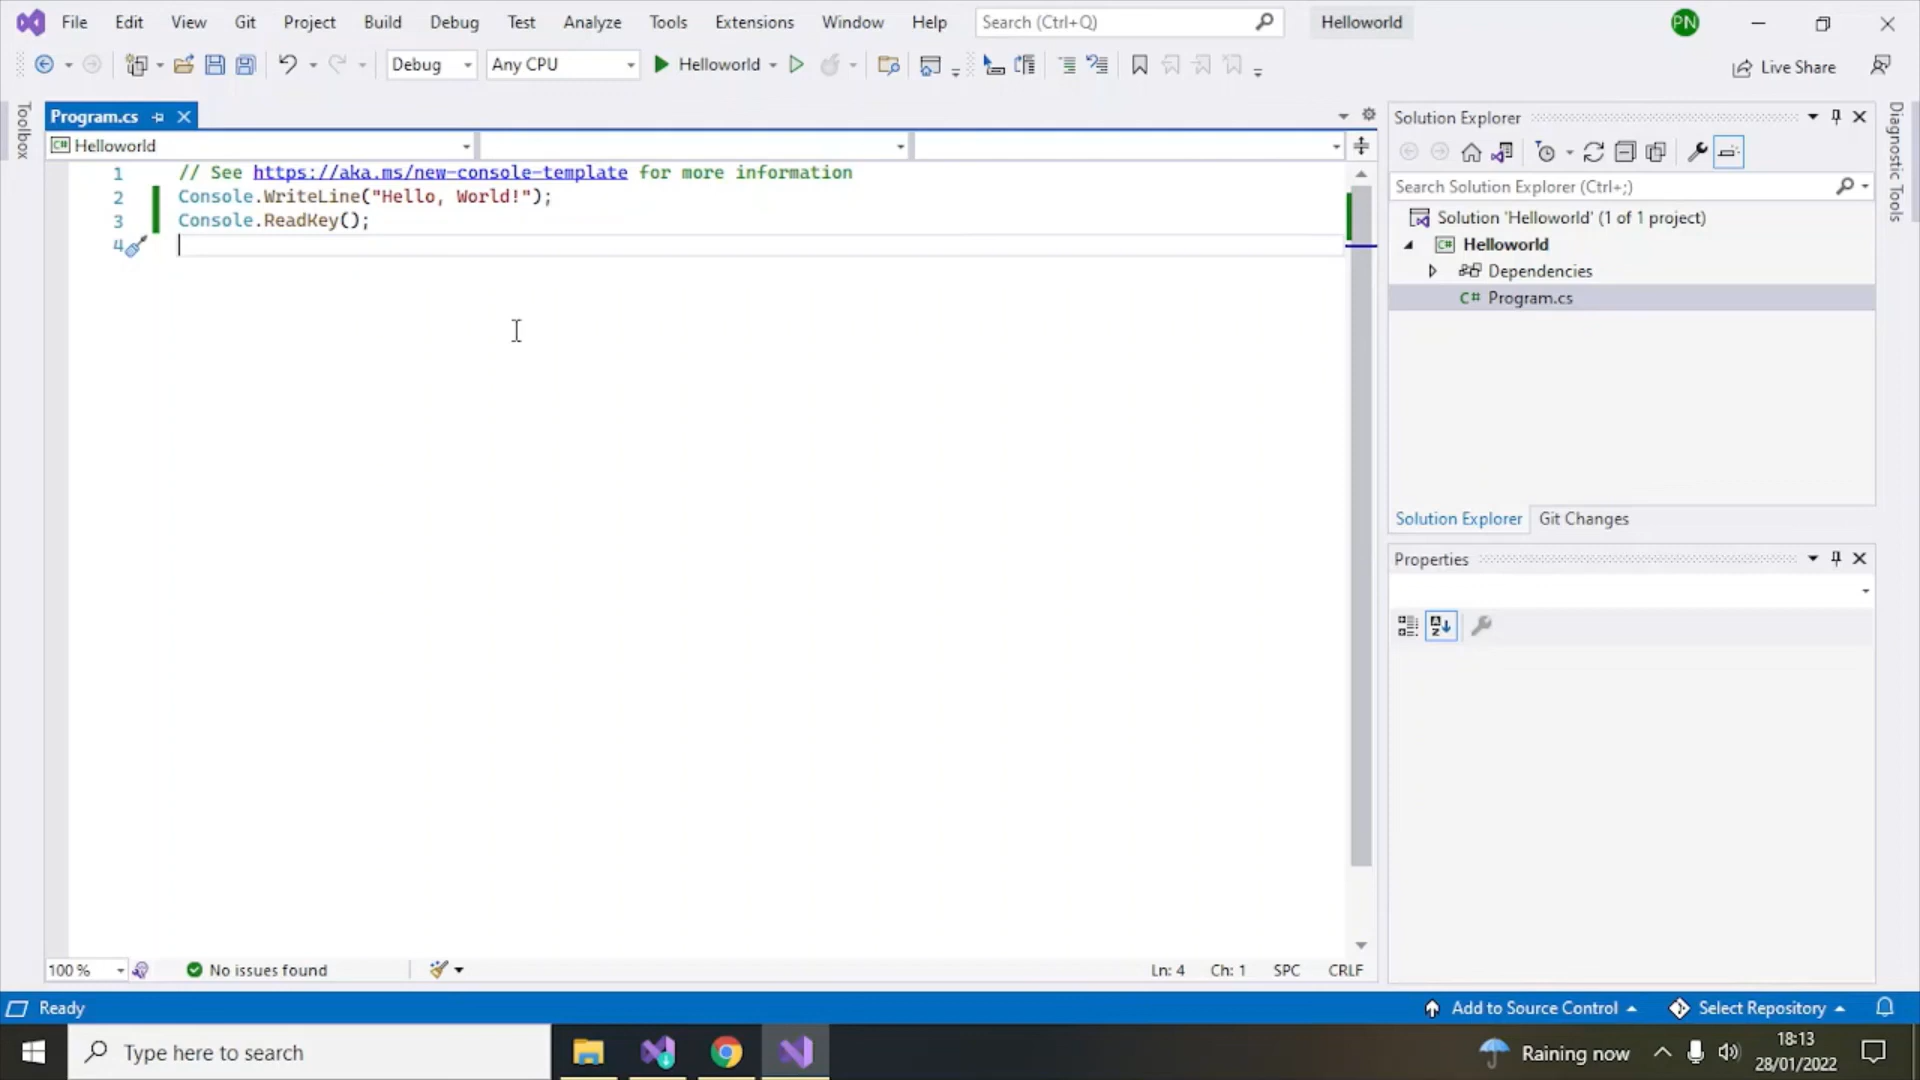 File Edit View Git Project Build Debug Test Analyze Tools Extensions Window Help Search (Ctrl+Q) Helloworld PN
Debug Any CPU Helloworld Live Share
Toolbox
Program.cs
Helloworld
1 // See https://aka.ms/new-console-template for more information
2 Console.WriteLine("Hello, World!");
3 Console.ReadKey();
4
100 % No issues found Ln: 4 Ch: 1 SPC CRLF
Solution Explorer
Search Solution Explorer (Ctrl+;)
Solution 'Helloworld' (1 of 1 project)
C# Helloworld
Dependencies
C# Program.cs
Solution Explorer Git Changes
Properties
Diagnostic Tools
Ready Add to Source Control Select Repository
Type here to search Raining now 18:13
28/01/2022